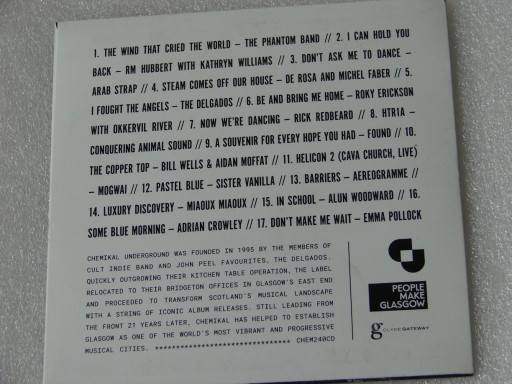 1. THE WIND THAT CRIED THE WORLD – THE PHANTOM BAND // 2. I CAN HOLD YOU
BACK – RM HUBBERT WITH KATHRYN WILLIAMS // 3. DON'T ASK ME TO DANCE –
ARAB STRAP // 4. STEAM COMES OFF OUR HOUSE – DE ROSA AND MICHEL FABER // 5.
I FOUGHT THE ANGELS – THE DELGADOS // 6. BE AND BRING ME HOME – ROKY ERICKSON
WITH OKKERVIL RIVER // 7. NOW WE'RE DANCING – RICK REDBEARD // 8. HTR1A –
CONQUERING ANIMAL SOUND // 9. A SOUVENIR FOR EVERY HOPE YOU HAD – FOUND // 10.
THE COPPER TOP – BILL WELLS & AIDAN MOFFAT // 11. HELICON 2 (CAVA CHURCH, LIVE)
– MOGWAI // 12. PASTEL BLUE – SISTER VANILLA // 13. BARRIERS – AEREOGRAMME //
14. LUXURY DISCOVERY – MIAOUX MIAOUX // 15. IN SCHOOL – ALUN WOODWARD // 16.
SOME BLUE MORNING – ADRIAN CROWLEY // 17. DON'T MAKE ME WAIT – EMMA POLLOCK
CHEMIKAL UNDERGROUND WAS FOUNDED IN 1995 BY THE MEMBERS OF
CULT INDIE BAND AND JOHN PEEL FAVOURITES, THE DELGADOS.
QUICKLY OUTGROWING THEIR KITCHEN TABLE OPERATION, THE LABEL
RELOCATED TO THEIR BRIDGETON OFFICES IN GLASGOW'S EAST END
AND PROCEEDED TO TRANSFORM SCOTLAND'S MUSICAL LANDSCAPE
WITH A STRING OF ICONIC ALBUM RELEASES. STILL LEADING FROM
THE FRONT 21 YEARS LATER, CHEMIKAL HAS HELPED TO ESTABLISH
GLASGOW AS ONE OF THE WORLD'S MOST VIBRANT AND PROGRESSIVE
MUSICAL CITIES. ******************************** CHEM240CD
PEOPLE
MAKE
GLASGOW
g CLYDEGATEWAY